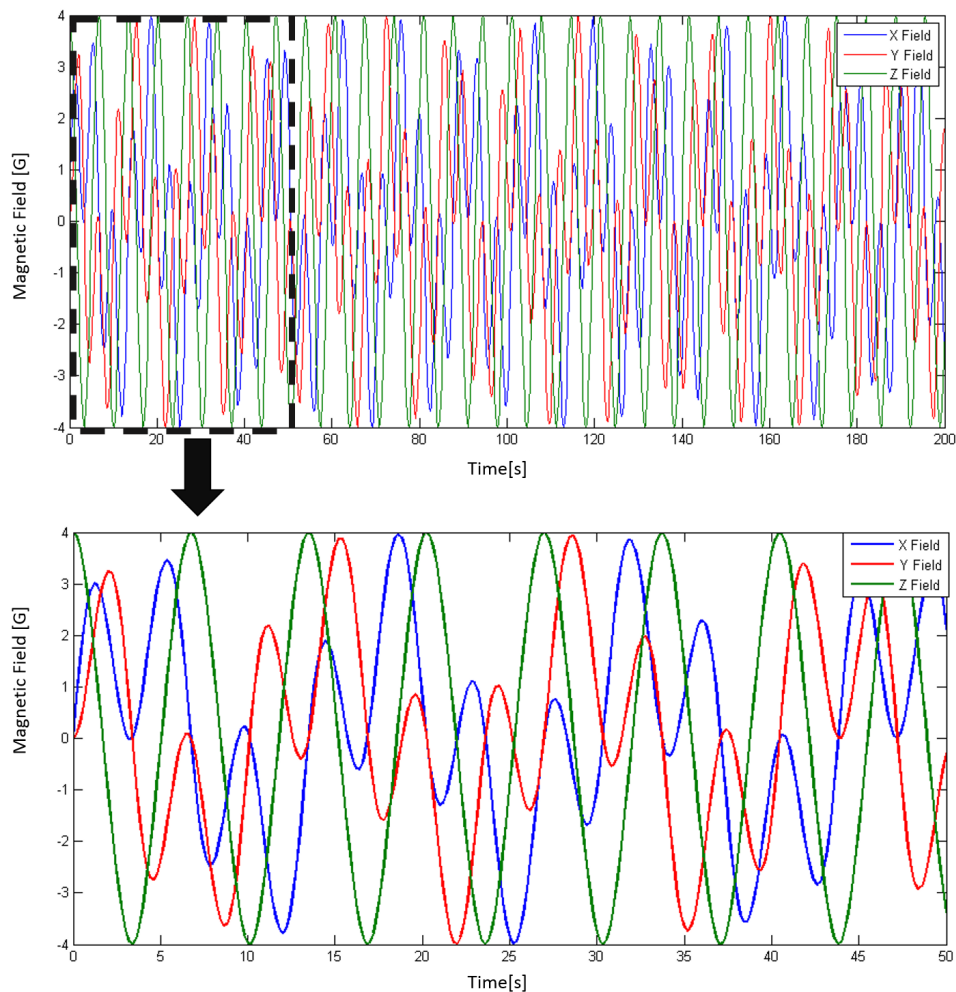 4
3
2
1
0
-1
-2
-3
-4
Magnetic Field [G]
X Field
Y Field
Z Field
0 20 40 60 80 100 120 140 160 180 200
Time[s]
4
3
2
1
0
-1
-2
-3
-4
Magnetic Field [G]
X Field
Y Field
Z Field
0 5 10 15 20 25 30 35 40 45 50
Time[s]